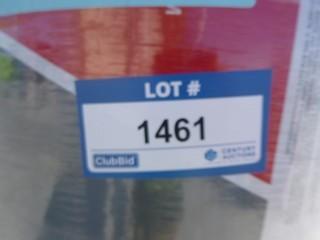 LOT #
1461
ClubBid
CENTURY
AUCTIONS